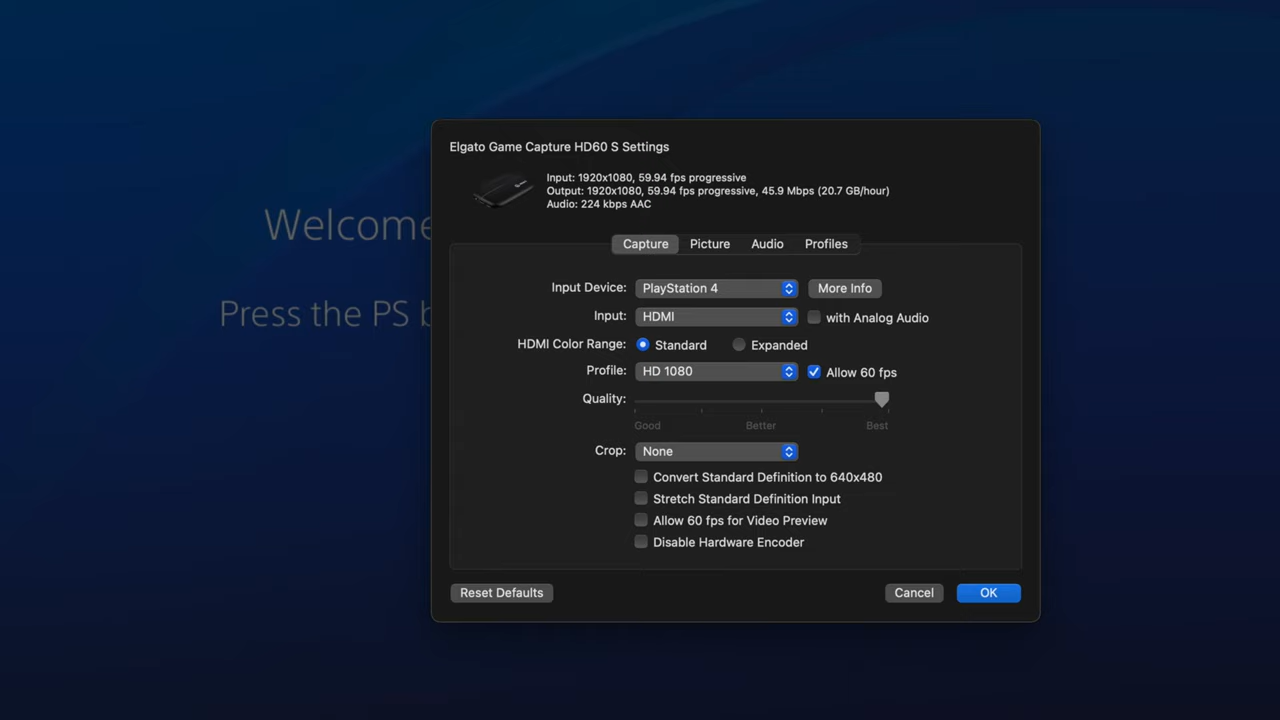 Elgato Game Capture HD60 S Settings
Input: 1920x1080, 59.94 fps progressive
Output: 1920x1080, 59.94 fps progressive, 45.9 Mbps (20.7 GB/hour)
Audio: 224 kbps AAC
Welcome
Press the PS b
Capture Picture Audio Profiles
Input Device: PlayStation 4 More Info
Input: HDMI with Analog Audio
HDMI Color Range: Standard Expanded
Profile: HD 1080 Allow 60 fps
Quality:
Good Better Best
Crop: None
Convert Standard Definition to 640x480
Stretch Standard Definition Input
Allow 60 fps for Video Preview
Disable Hardware Encoder
Reset Defaults Cancel OK